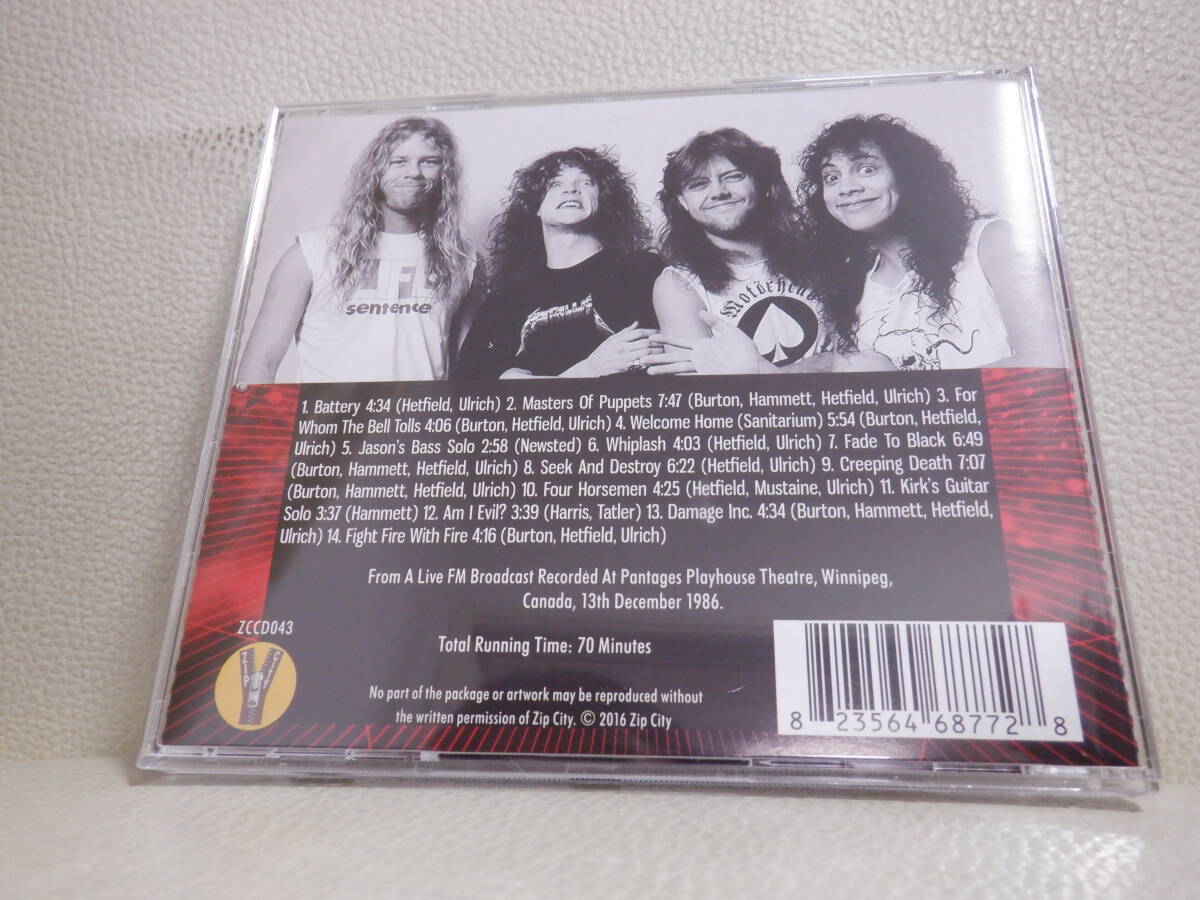 sentence
METALLICA
Motörhead
1. Battery 4:34 (Hetfield, Ulrich) 2. Masters Of Puppets 7:47 (Burton, Hammett, Hetfield, Ulrich) 3. For
Whom The Bell Tolls 4:06 (Burton, Hetfield, Ulrich) 4. Welcome Home (Sanitarium) 5:54 (Burton, Hetfield,
Ulrich) 5. Jason's Bass Solo 2:58 (Newsted) 6. Whiplash 4:03 (Hetfield, Ulrich) 7. Fade To Black 6:49
(Burton, Hammett, Hetfield, Ulrich) 8. Seek And Destroy 6:22 (Hetfield, Ulrich) 9. Creeping Death 7:07
(Burton, Hammett, Hetfield, Ulrich) 10. Four Horsemen 4:25 (Hetfield, Mustaine, Ulrich) 11. Kirk's Guitar
Solo 3:37 (Hammett) 12. Am I Evil? 3:39 (Harris, Tatler) 13. Damage Inc. 4:34 (Burton, Hammett, Hetfield,
Ulrich) 14. Fight Fire With Fire 4:16 (Burton, Hetfield, Ulrich)
From A Live FM Broadcast Recorded At Pantages Playhouse Theatre, Winnipeg,
Canada, 13th December 1986.
ZCCD043
ZIP CITY
Total Running Time: 70 Minutes
No part of the package or artwork may be reproduced without
the written permission of Zip City. © 2016 Zip City
8 23564 68772 8